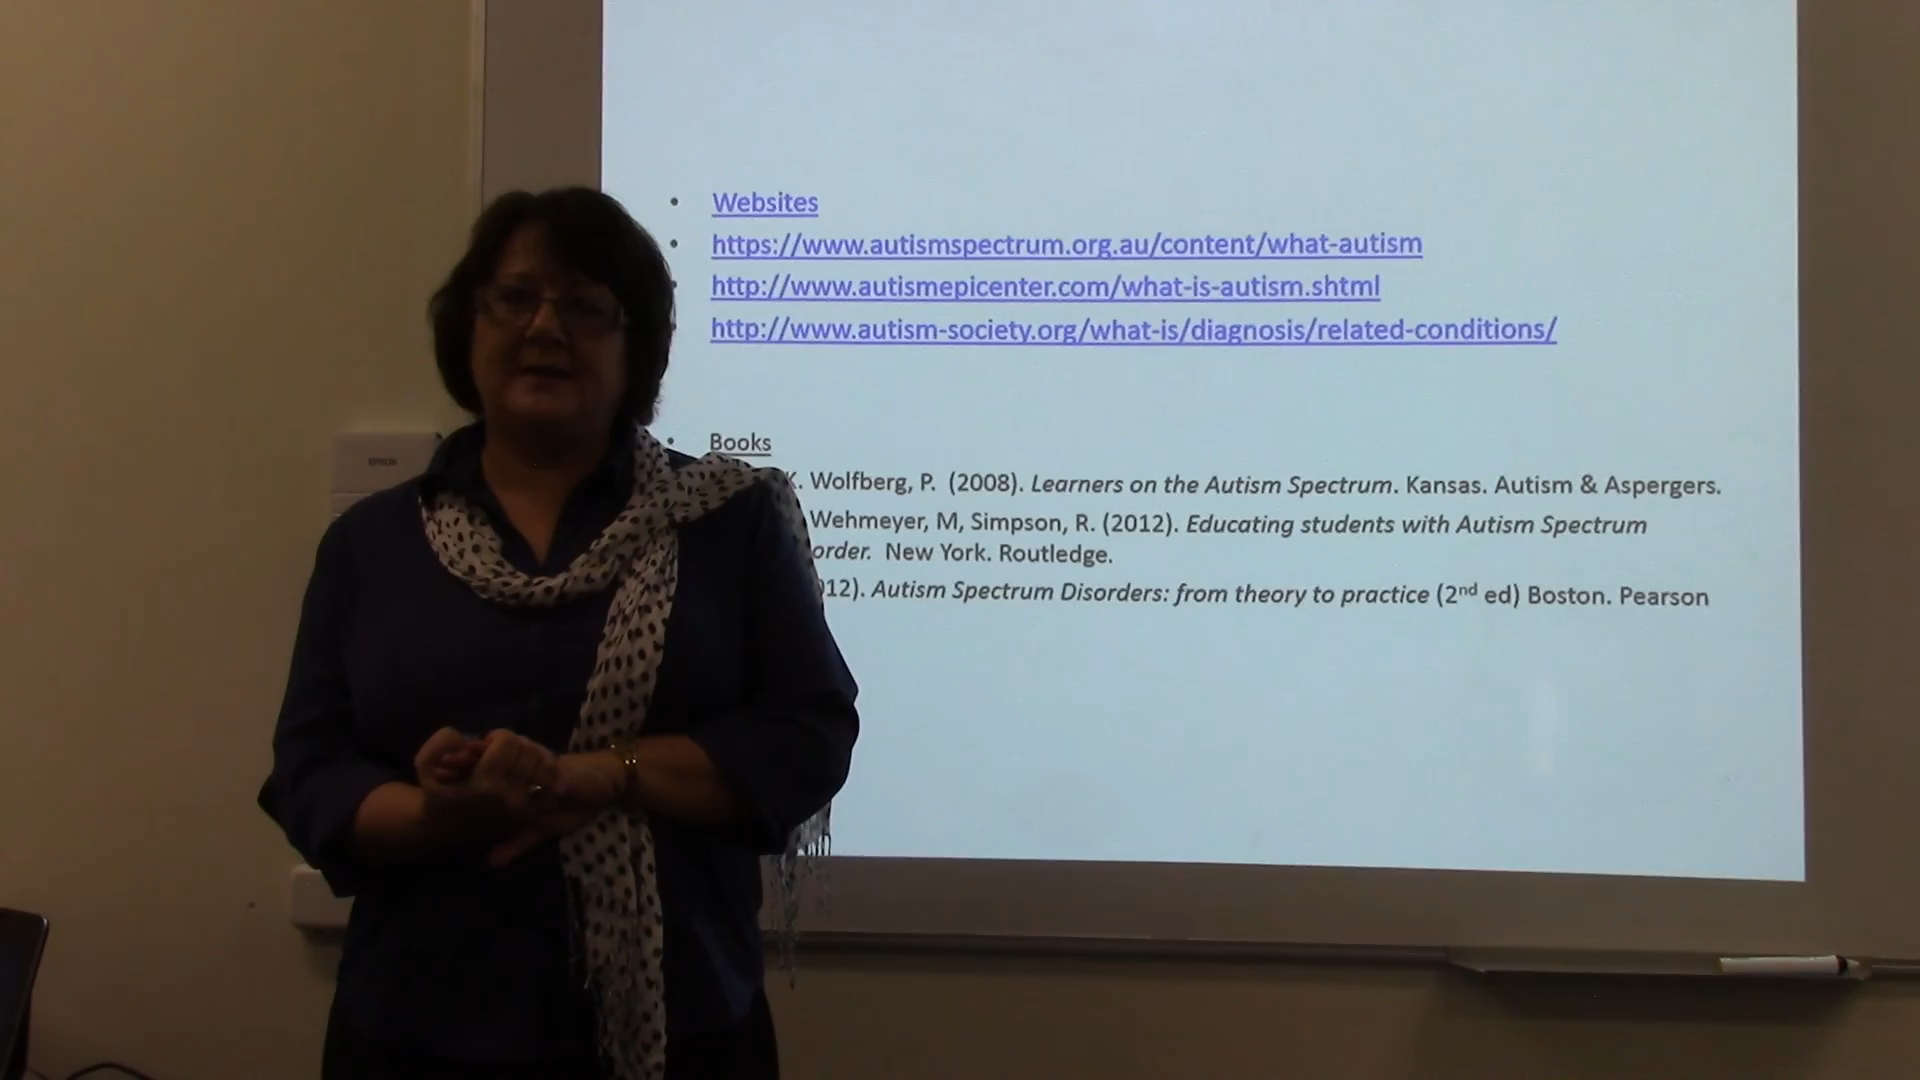 Websites
https://www.autismspectrum.org.au/content/what-autism
http://www.autismepicenter.com/what-is-autism.shtml
http://www.autism-society.org/what-is/diagnosis/related-conditions/
EPSON
Books
K. Wolfberg, P. (2008). Learners on the Autism Spectrum. Kansas. Autism & Aspergers.
Wehmeyer, M, Simpson, R. (2012). Educating students with Autism Spectrum
order. New York. Routledge.
12). Autism Spectrum Disorders: from theory to practice (2nd ed) Boston. Pearson